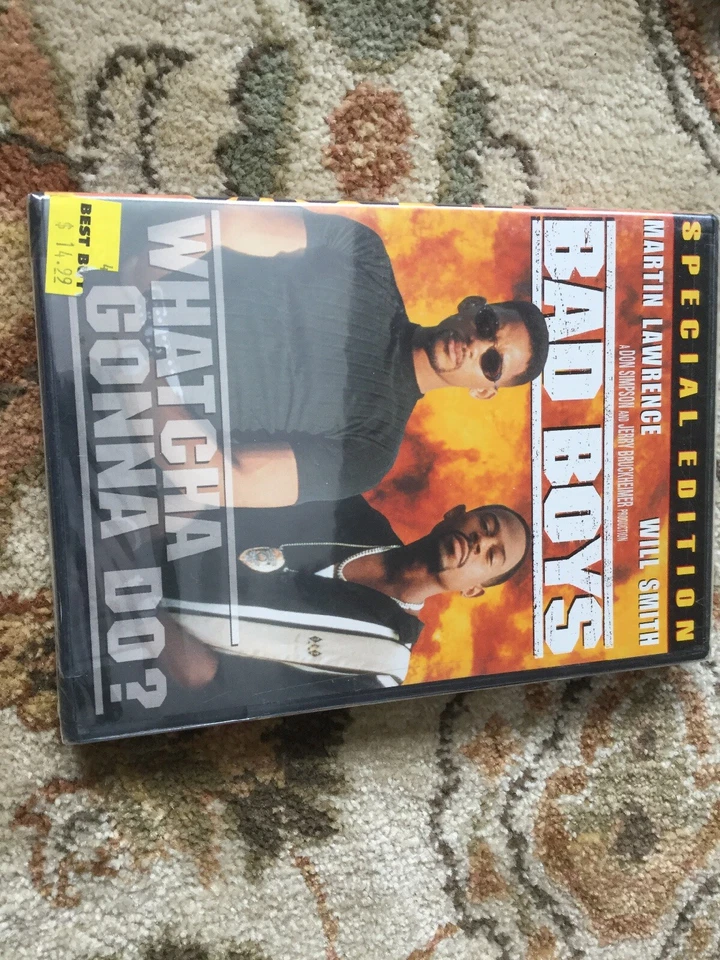 SPECIAL EDITION
MARTIN LAWRENCE WILL SMITH
A DON SIMPSON AND JERRY BRUCKHEIMER PRODUCTION
BAD BOYS
WHATCHA
GONNA DO?
BEST BUY
$ 14.99